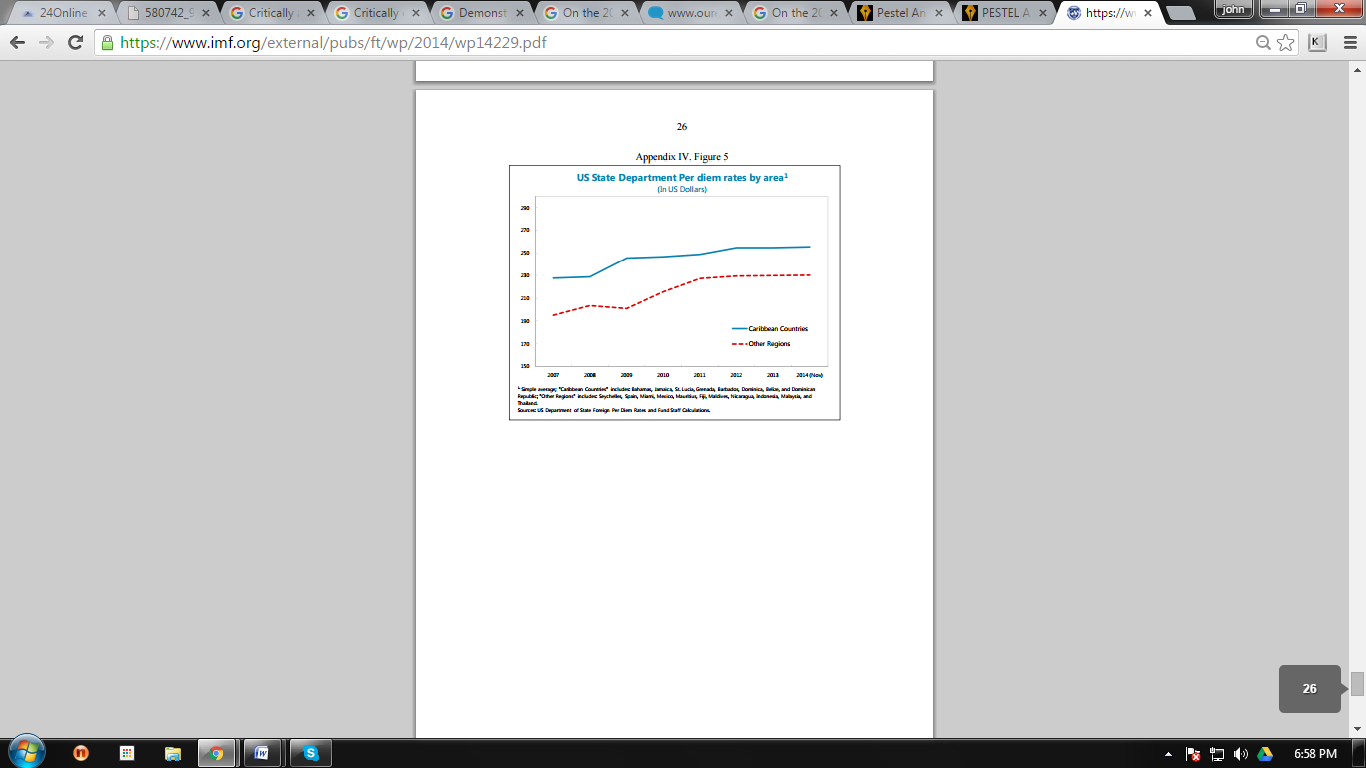 24Online
580742_9
Critically
Critically
Demonst
On the 20
www.our
On the 20
Pestel An
PESTEL A
https://w
john
https://www.imf.org/external/pubs/ft/wp/2014/wp14229.pdf
K
26
Appendix IV. Figure 5
US State Department Per diem rates by area1
(In US Dollars)
290
270
250
230
210
190
170
150
Caribbean Countries
Other Regions
2007 2008 2009 2010 2011 2012 2013 2014 (Nov)
1 Simple average; "Caribbean Countries" includes: Bahamas, Jamaica, St. Lucia, Grenada, Barbados, Dominica, Belize, and Dominican
Republic; "Other Regions" includes: Seychelles, Spain, Miami, Mexico, Mauritius, Fiji, Maldives, Nicaragua, Indonesia, Malaysia, and
Thailand.
Sources: US Department of State Foreign Per Diem Rates and Fund Staff Calculations.
26
6:58 PM